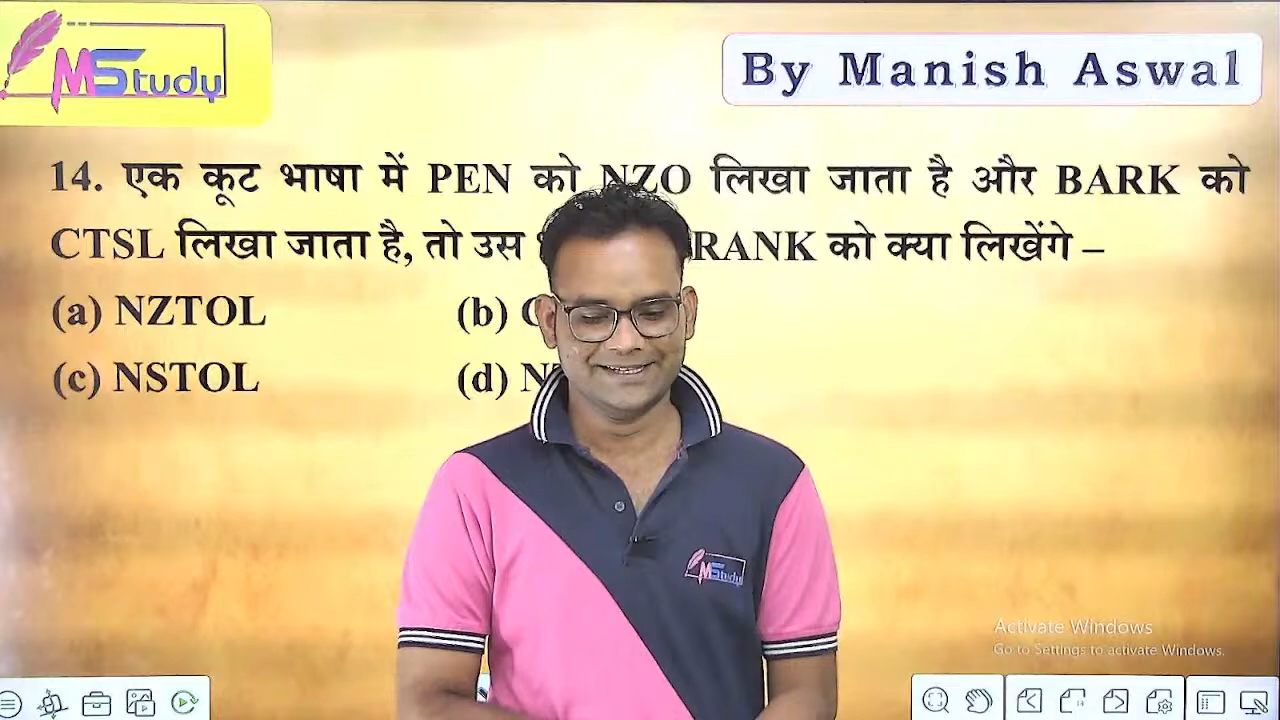 MStudy
By Manish Aswal
14. एक कूट भाषा में PEN को NZO लिखा जाता है और BARK को
CTSL लिखा जाता है, तो उस RANK को क्या लिखेंगे –
(a) NZTOL
(b)
(c) NSTOL
(d)
MStudy
Activate Windows
Go to Settings to activate Windows.